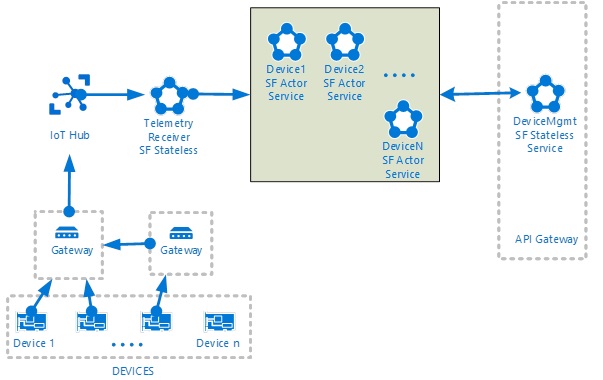 Device1
SF Actor
Service
Device2
SF Actor
Service
DeviceN
SF Actor
Service
IoT Hub
Telemetry
Receiver
SF Stateless
DeviceMgmt
SF Stateless
Service
API Gateway
Gateway
Gateway
Device 1
Device n
DEVICES